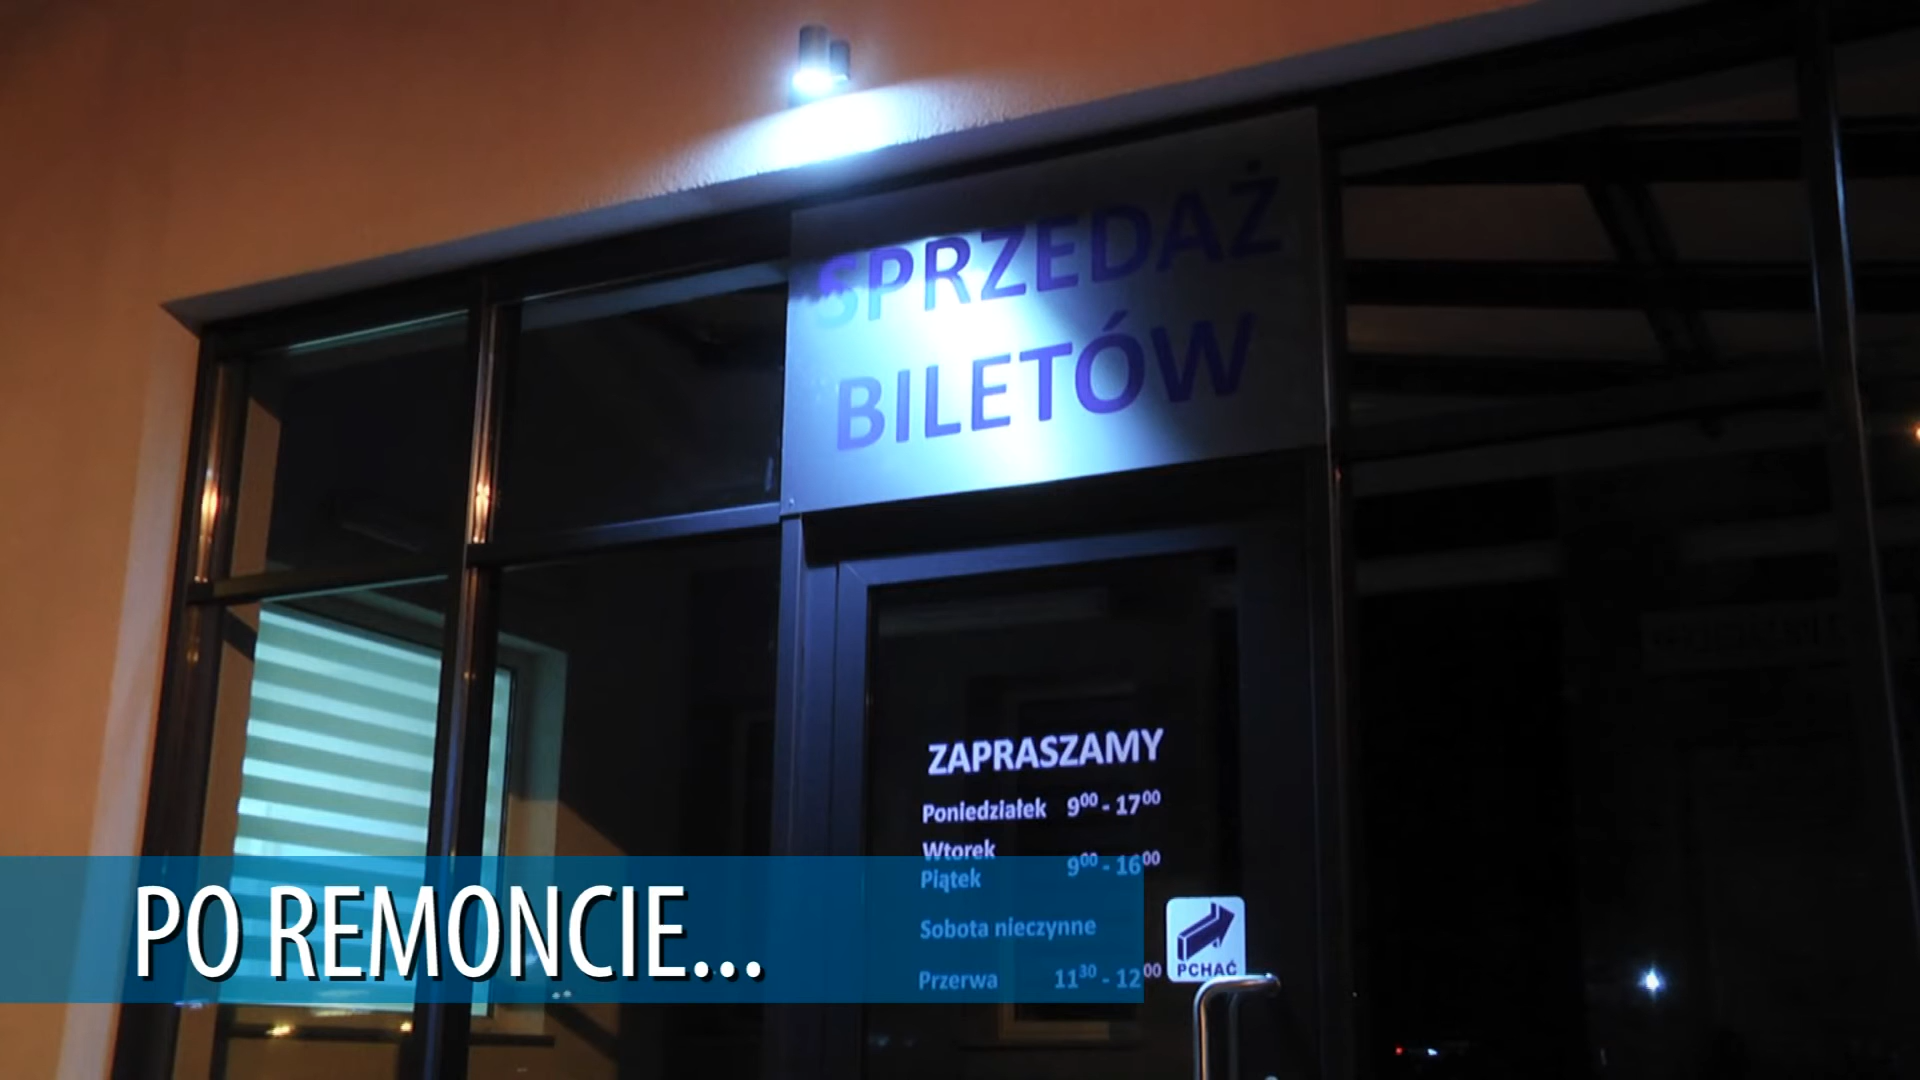 SPRZEDAŻ
BILETÓW
ZAPRASZAMY
Poniedziałek 9⁰⁰ - 17⁰⁰
Wtorek
Piątek 9⁰⁰ - 16⁰⁰
Sobota nieczynne
Przerwa 11³⁰ - 12⁰⁰
PCHAĆ
PO REMONCIE...